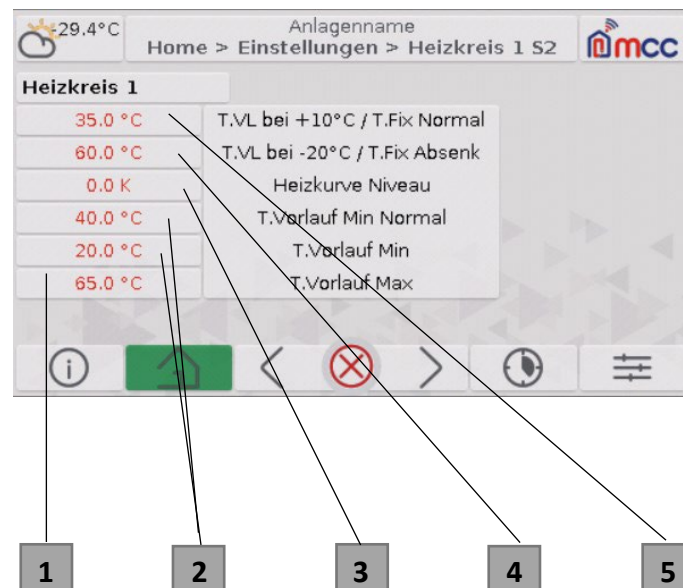 -29.4°C
Anlagenname
Home > Einstellungen > Heizkreis 1 S2
mcc
Heizkreis 1
35.0 °C T.VL bei +10°C / T.Fix Normal
60.0 °C T.VL bei -20°C / T.Fix Absenk
0.0 K Heizkurve Niveau
40.0 °C T.Vorlauf Min Normal
20.0 °C T.Vorlauf Min
65.0 °C T.Vorlauf Max
1 2 3 4 5